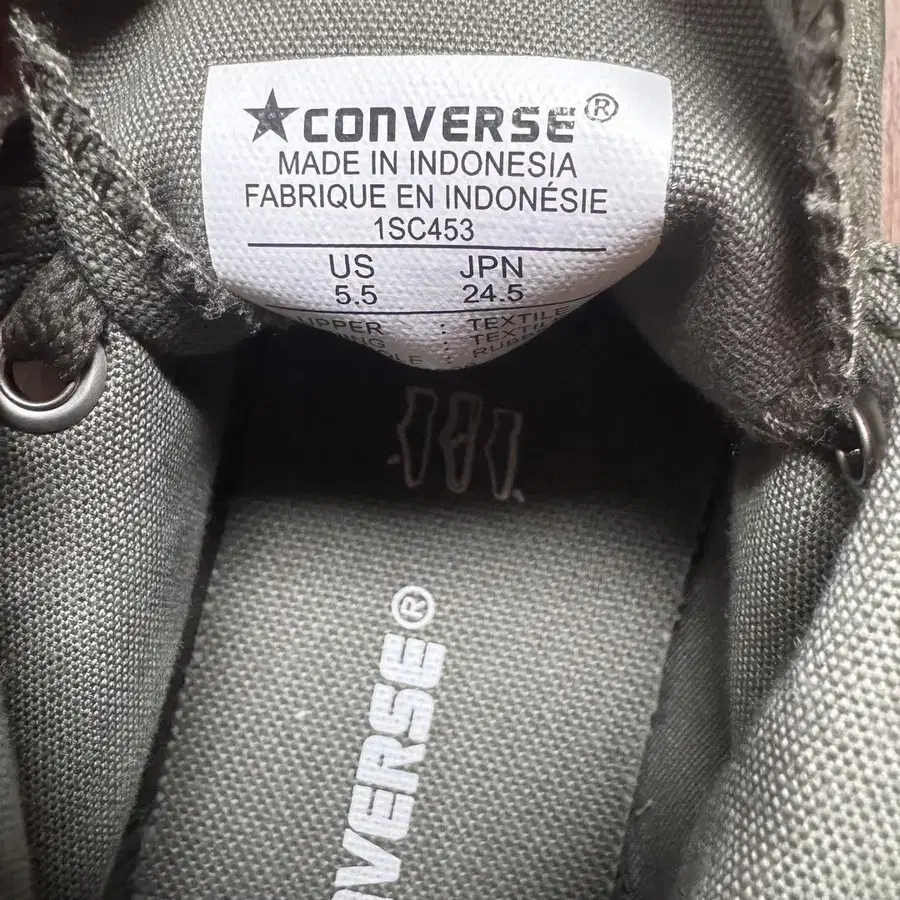 ★CONVERSE®
MADE IN INDONESIA
FABRIQUE EN INDONÉSIE
1SC453
US JPN
5.5 24.5
UPPER : TEXTILE
: 
CONVERSE®